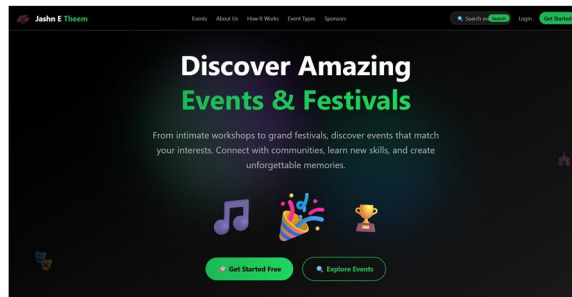 Jashn E Theem
Events About Us How It Works Event Types Sponsors
Search eve Search Login Get Started
Discover Amazing
Events & Festivals
From intimate workshops to grand festivals, discover events that match
your interests. Connect with communities, learn new skills, and create
unforgettable memories.
Get Started Free Explore Events